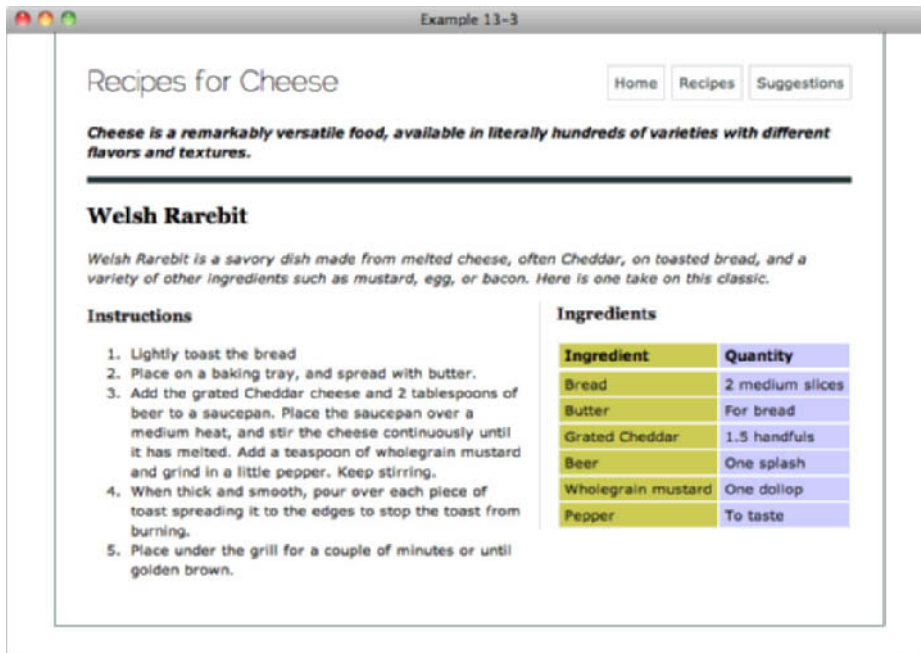 Example 13-3
Recipes for Cheese
Home Recipes Suggestions
Cheese is a remarkably versatile food, available in literally hundreds of varieties with different
flavors and textures.
Welsh Rarebit
Welsh Rarebit is a savory dish made from melted cheese, often Cheddar, on toasted bread, and a
variety of other ingredients such as mustard, egg, or bacon. Here is one take on this classic.
Instructions
1. Lightly toast the bread
2. Place on a baking tray, and spread with butter.
3. Add the grated Cheddar cheese and 2 tablespoons of
beer to a saucepan. Place the saucepan over a
medium heat, and stir the cheese continuously until
it has melted. Add a teaspoon of wholegrain mustard
and grind in a little pepper. Keep stirring.
4. When thick and smooth, pour over each piece of
toast spreading it to the edges to stop the toast from
burning.
5. Place under the grill for a couple of minutes or until
golden brown.
Ingredients
Ingredient Quantity
Bread 2 medium slices
Butter For bread
Grated Cheddar 1.5 handfuls
Beer One splash
Wholegrain mustard One dollop
Pepper To taste